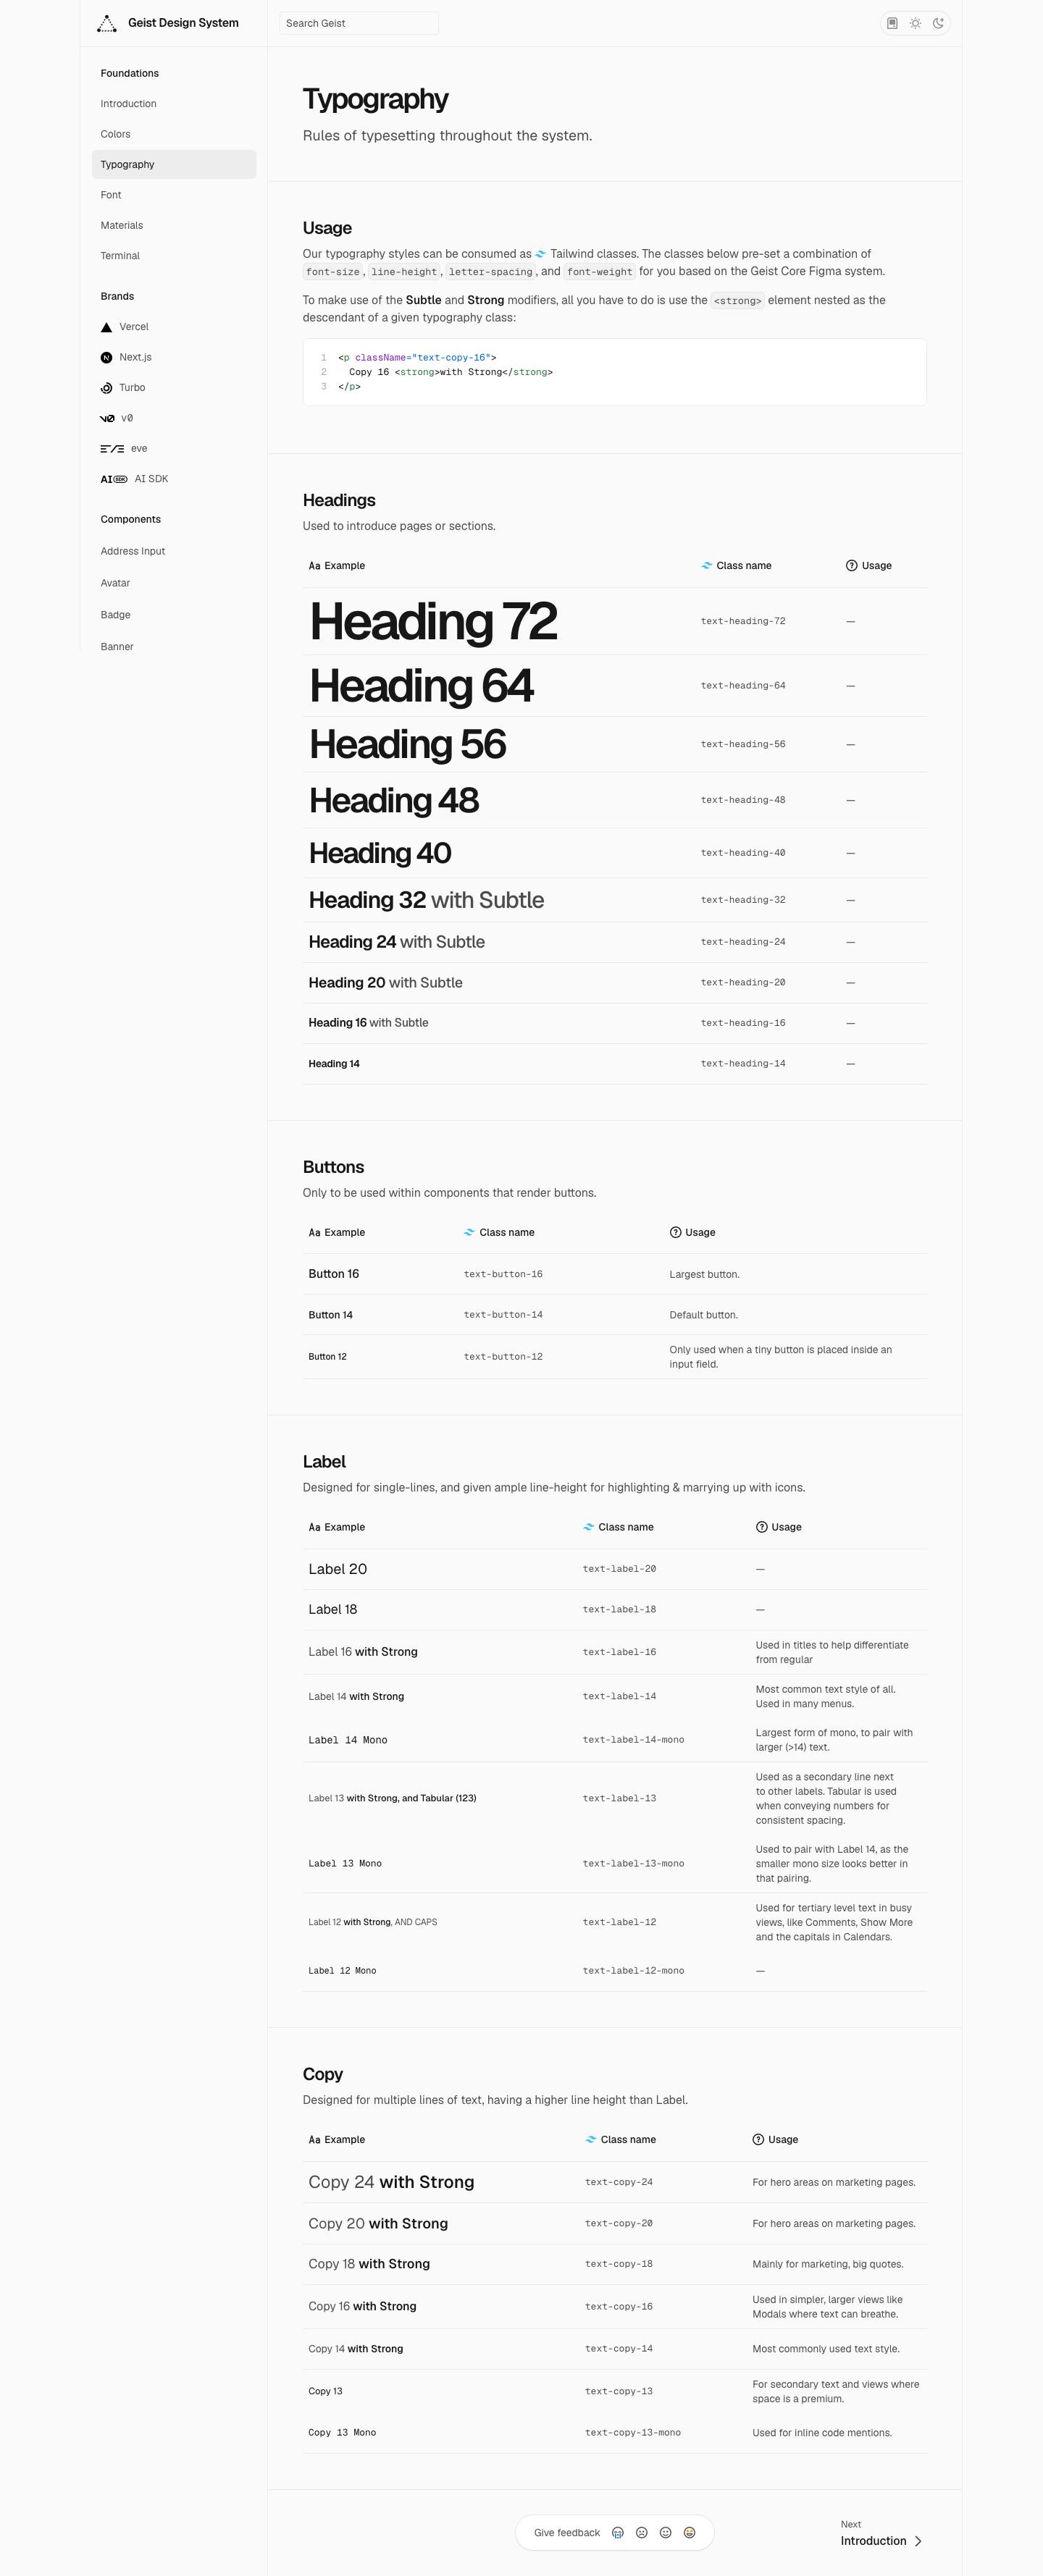 Geist Design System
Search Geist
Foundations
Introduction
Colors
Typography
Font
Materials
Terminal
Brands
Vercel
Next.js
Turbo
v0
eve
AI SDK AI SDK
Components
Address Input
Avatar
Badge
Banner
Typography
Rules of typesetting throughout the system.
Usage
Our typography styles can be consumed as Tailwind classes. The classes below pre-set a combination of
font-size, line-height, letter-spacing, and font-weight for you based on the Geist Core Figma system.
To make use of the Subtle and Strong modifiers, all you have to do is use the <strong> element nested as the
descendant of a given typography class:
1 <p className="text-copy-16">
2 Copy 16 <strong>with Strong</strong>
3 </p>
Headings
Used to introduce pages or sections.
Aa Example Class name Usage
Heading 72 text-heading-72 —
Heading 64 text-heading-64 —
Heading 56 text-heading-56 —
Heading 48 text-heading-48 —
Heading 40 text-heading-40 —
Heading 32 with Subtle text-heading-32 —
Heading 24 with Subtle text-heading-24 —
Heading 20 with Subtle text-heading-20 —
Heading 16 with Subtle text-heading-16 —
Heading 14 text-heading-14 —
Buttons
Only to be used within components that render buttons.
Aa Example Class name Usage
Button 16 text-button-16 Largest button.
Button 14 text-button-14 Default button.
Button 12 text-button-12 Only used when a tiny button is placed inside an
input field.
Label
Designed for single-lines, and given ample line-height for highlighting & marrying up with icons.
Aa Example Class name Usage
Label 20 text-label-20 —
Label 18 text-label-18 —
Label 16 with Strong text-label-16 Used in titles to help differentiate
from regular
Label 14 with Strong text-label-14 Most common text style of all.
Used in many menus.
Label 14 Mono text-label-14-mono Largest form of mono, to pair with
larger (>14) text.
Label 13 with Strong, and Tabular (123) text-label-13 Used as a secondary line next
to other labels. Tabular is used
when conveying numbers for
consistent spacing.
Label 13 Mono text-label-13-mono Used to pair with Label 14, as the
smaller mono size looks better in
that pairing.
Label 12 with Strong, AND CAPS text-label-12 Used for tertiary level text in busy
views, like Comments, Show More
and the capitals in Calendars.
Label 12 Mono text-label-12-mono —
Copy
Designed for multiple lines of text, having a higher line height than Label.
Aa Example Class name Usage
Copy 24 with Strong text-copy-24 For hero areas on marketing pages.
Copy 20 with Strong text-copy-20 For hero areas on marketing pages.
Copy 18 with Strong text-copy-18 Mainly for marketing, big quotes.
Copy 16 with Strong text-copy-16 Used in simpler, larger views like
Modals where text can breathe.
Copy 14 with Strong text-copy-14 Most commonly used text style.
Copy 13 text-copy-13 For secondary text and views where
space is a premium.
Copy 13 Mono text-copy-13-mono Used for inline code mentions.
Give feedback
Next
Introduction